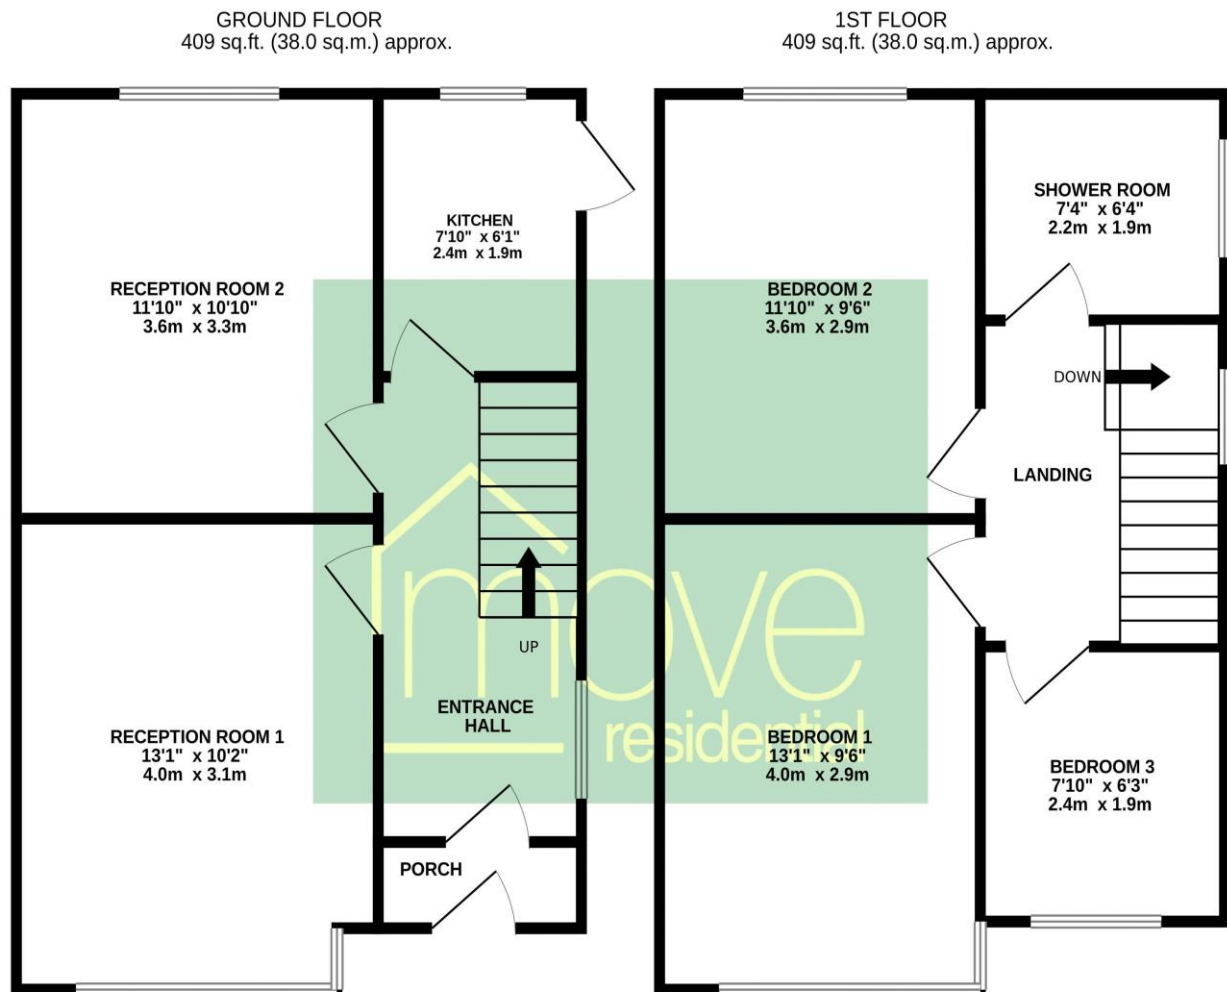 GROUND FLOOR
409 sq.ft. (38.0 sq.m.) approx.
1ST FLOOR
409 sq.ft. (38.0 sq.m.) approx.
KITCHEN
7'10" x 6'1"
2.4m x 1.9m
RECEPTION ROOM 2
11'10" x 10'10"
3.6m x 3.3m
UP
ENTRANCE
HALL
RECEPTION ROOM 1
13'1" x 10'2"
4.0m x 3.1m
PORCH
SHOWER ROOM
7'4" x 6'4"
2.2m x 1.9m
BEDROOM 2
11'10" x 9'6"
3.6m x 2.9m
DOWN
LANDING
BEDROOM 1
13'1" x 9'6"
4.0m x 2.9m
BEDROOM 3
7'10" x 6'3"
2.4m x 1.9m
move
residential